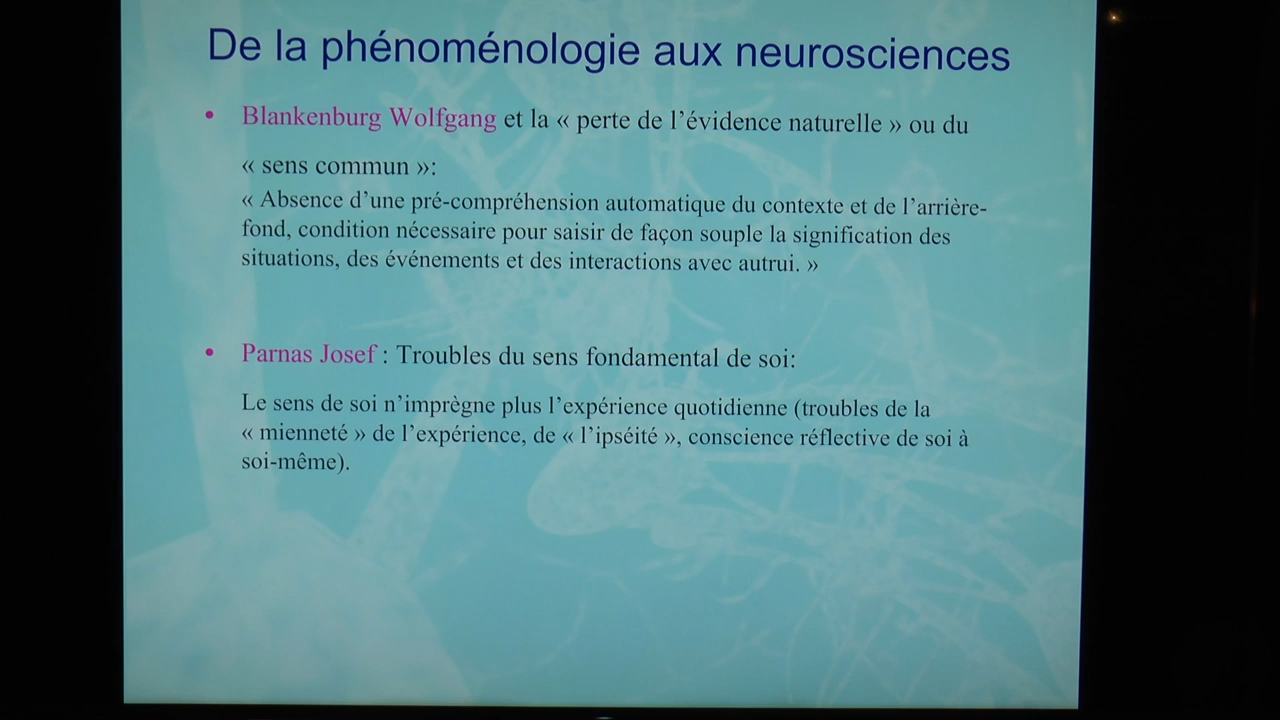 De la phénoménologie aux neurosciences
• Blankenburg Wolfgang et la « perte de l’évidence naturelle » ou du
« sens commun »:
« Absence d’une pré-compréhension automatique du contexte et de l’arrière-
fond, condition nécessaire pour saisir de façon souple la signification des
situations, des événements et des interactions avec autrui. »
• Parnas Josef : Troubles du sens fondamental de soi:
Le sens de soi n’imprègne plus l’expérience quotidienne (troubles de la
« mienneté » de l’expérience, de « l’ipséité », conscience réflective de soi à
soi-même).